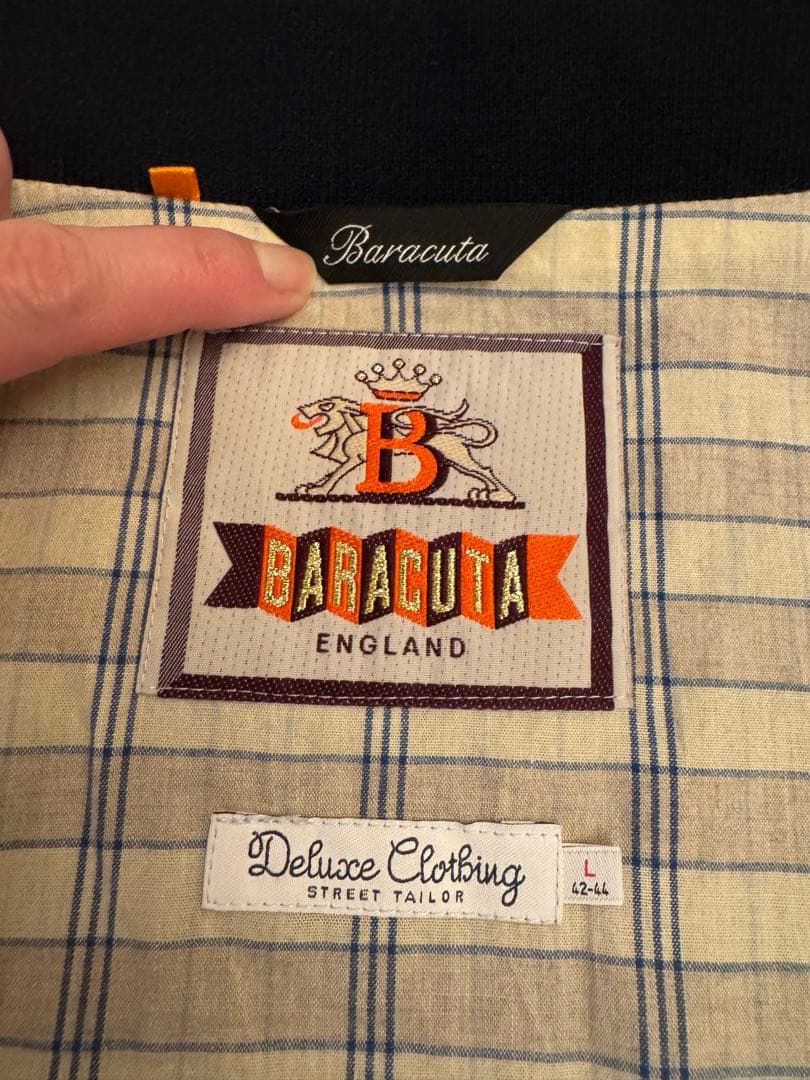 Baracuta
B
BARACUTA
ENGLAND
Deluxe Clothing
STREET TAILOR
L
42-44